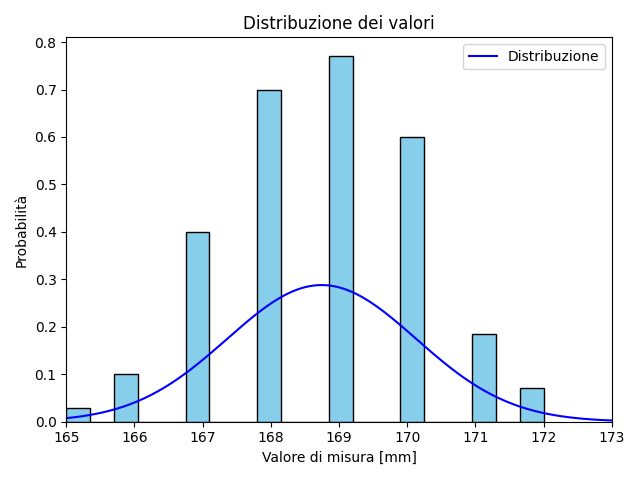 Distribuzione dei valori
Distribuzione
Probabilità
0.8
0.7
0.6
0.5
0.4
0.3
0.2
0.1
0.0
165 166 167 168 169 170 171 172 173
Valore di misura [mm]